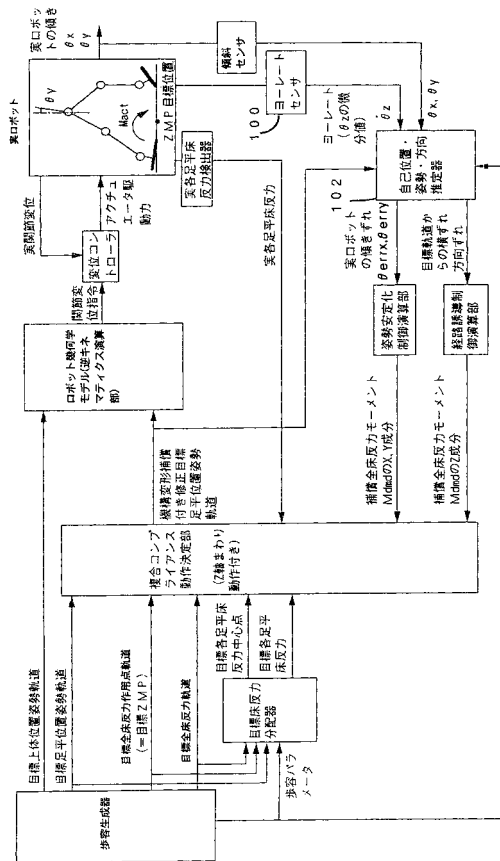 実ロボットの傾き
θx
θy
実ロボット
θy
Mact
ZMP目標位置
傾斜
センサ
100
ヨーレート
センサ
ヨーレート
(θzの微
分値)
θ̇z
θx, θy
実各足平床
反力検出器
実各足平床反力
実関節変位
アクチュ
エータ駆
動力
変位コント
ローラ
関節変
位指令
102
自己位置・
姿勢・方向
推定器
実ロボット
の傾きずれ
θerrx,θerry
目標軌道か
らの横ずれ
方向ずれ
姿勢安定化
制御演算部
経路誘導制
御演算部
ロボット幾何学
モデル(逆キネ
マティクス演算
部)
機構変形補償
付き修正目標
足平位置姿勢
軌道
補償全床反力モーメント
MdmdのX,Y成分
補償全床反力モーメント
MdmdのZ成分
複合コンプ
ライアンス
動作決定部
(Z軸まわり
動作付き)
目標上体位置姿勢軌道
目標足平位置姿勢軌道
目標全床反力作用点軌道
(=目標ZMP)
目標全床反力軌道
目標各足平床
反力中心点
目標各足平
床反力
目標床反力
分配器
歩容パラ
メータ
歩容生成器